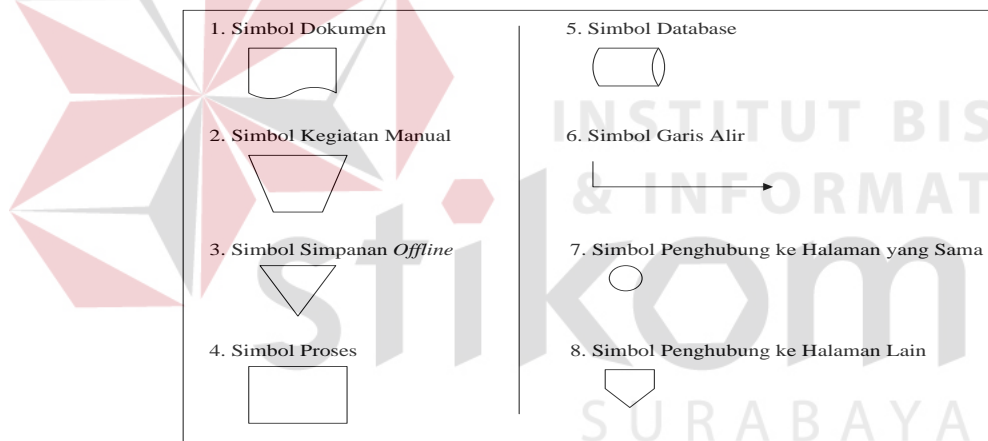 1. Simbol Dokumen
2. Simbol Kegiatan Manual
3. Simbol Simpanan Offline
4. Simbol Proses
5. Simbol Database
6. Simbol Garis Alir
7. Simbol Penghubung ke Halaman yang Sama
8. Simbol Penghubung ke Halaman Lain
INSTITUT BIS
& INFORMAT
stikom
SURABAYA